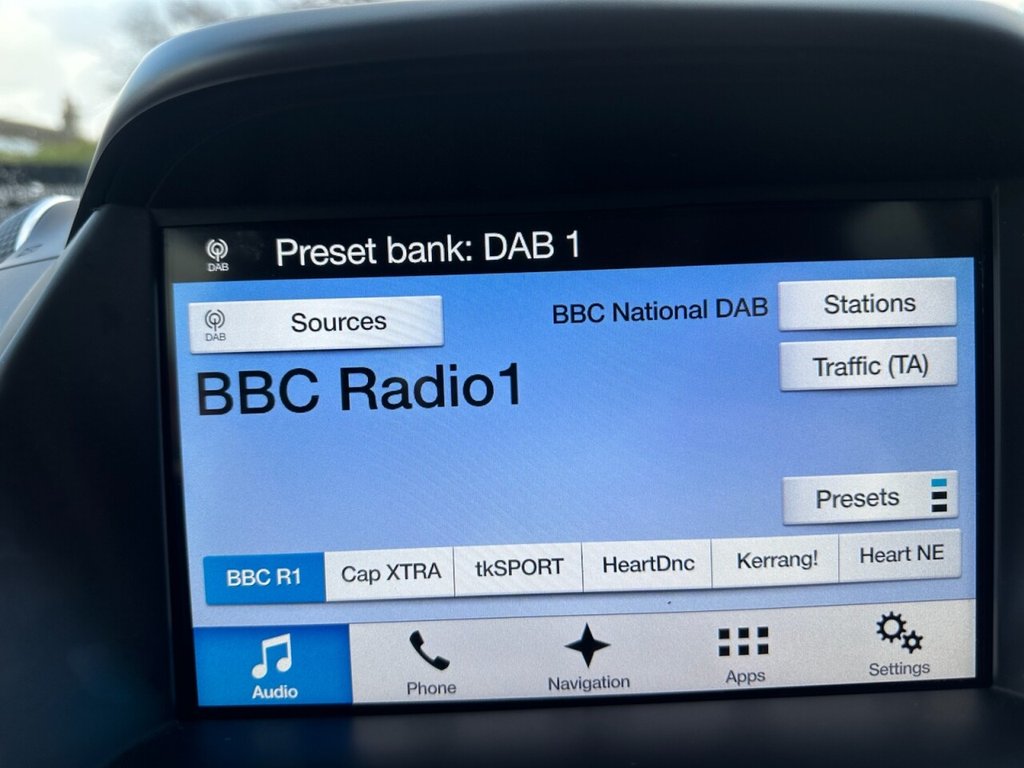 DAB
Preset bank: DAB 1
DAB
Sources
BBC National DAB
Stations
Traffic (TA)
BBC Radio1
Presets
BBC R1
Cap XTRA
tkSPORT
HeartDnc
Kerrang!
Heart NE
Audio
Phone
Navigation
Apps
Settings